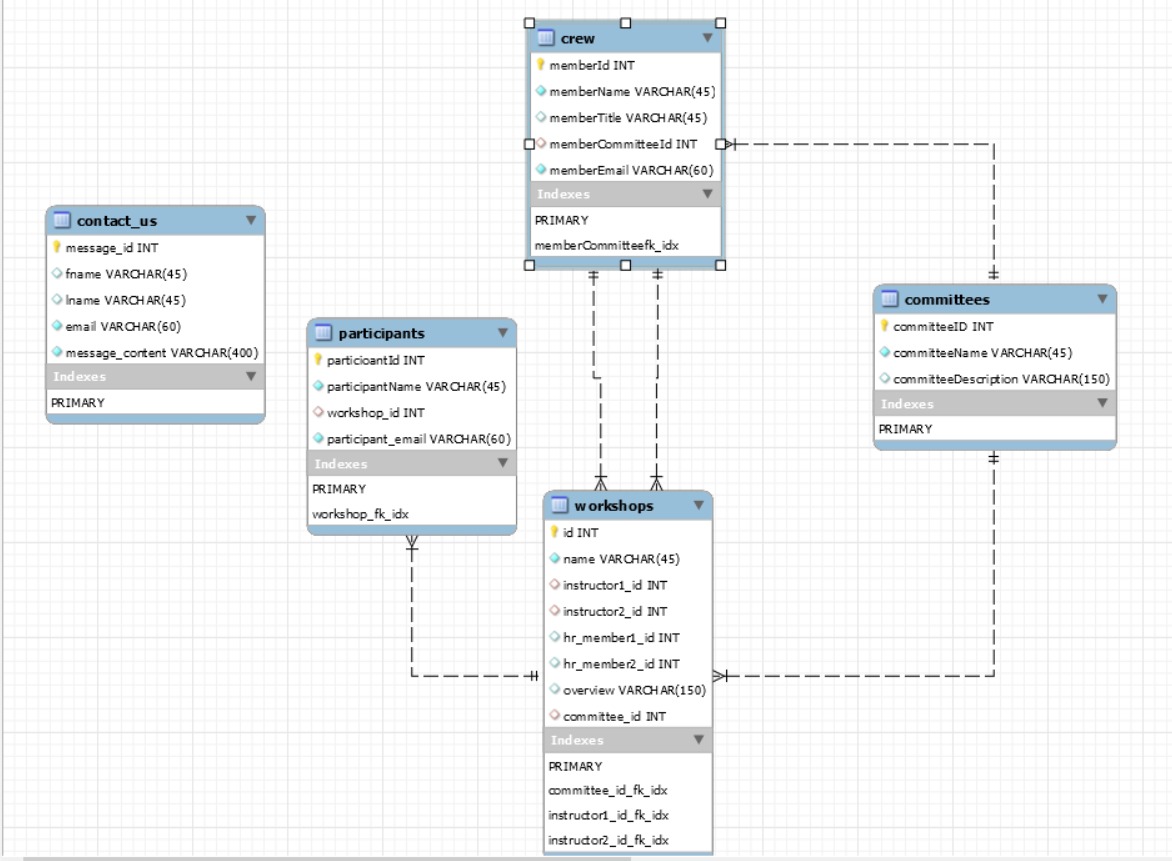 crew
memberId INT
memberName VARCHAR(45)
memberTitle VARCHAR(45)
memberCommitteeId INT
memberEmail VARCHAR(60)
Indexes
PRIMARY
memberCommitteefk_idx
contact_us
message_id INT
fname VARCHAR(45)
lname VARCHAR(45)
email VARCHAR(60)
message_content VARCHAR(400)
Indexes
PRIMARY
participants
particioantId INT
participantName VARCHAR(45)
workshop_id INT
participant_email VARCHAR(60)
Indexes
PRIMARY
workshop_fk_idx
committees
committeeID INT
committeeName VARCHAR(45)
committeeDescription VARCHAR(150)
Indexes
PRIMARY
workshops
id INT
name VARCHAR(45)
instructor1_id INT
instructor2_id INT
hr_member1_id INT
hr_member2_id INT
overview VARCHAR(150)
committee_id INT
Indexes
PRIMARY
committee_id_fk_idx
instructor1_id_fk_idx
instructor2_id_fk_idx